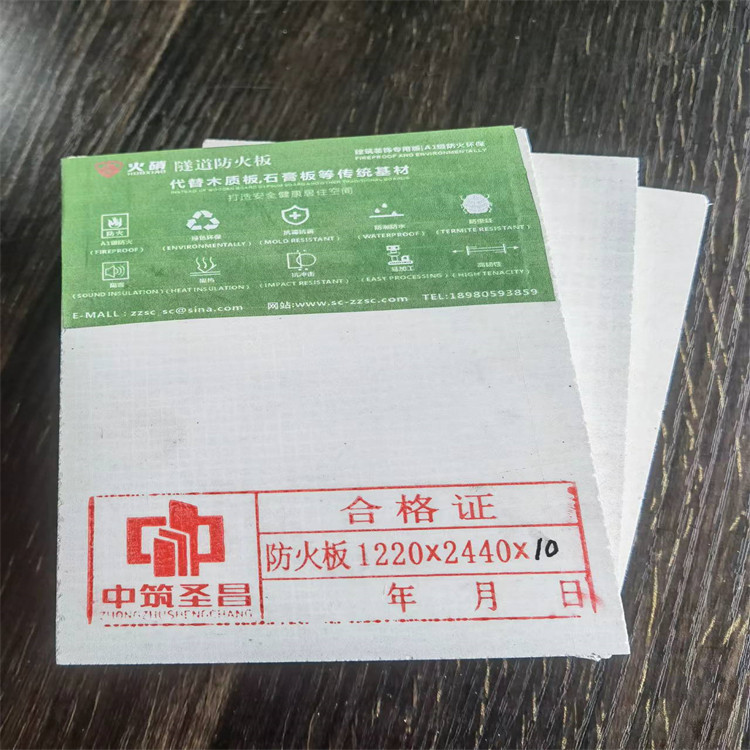 火硝 隧道防火板
建筑装饰专用板|A1级防火环保
FIREPROOF AND ENVIRONMENTALLY
代替木质板,石膏板等传统基材
打造安全健康居住空间
防火
A1级防火
(FIREPROOF)
绿色环保
(ENVIRONMENTALLY)
抗霉抗菌
(MOLD RESISTANT)
防潮防水
(WATERPROOF)
防虫蛀
(TERMITE RESISTANT)
隔音
(SOUND INSULATION)
隔热
(HEAT INSULATION)
抗冲击
(IMPACT RESISTANT)
易加工
(EASY PROCESSING)
高韧性
(HIGH TENACITY)
E-MALL : zzsc_sc@sina.com 网站:www.sc-zzsc.com TEL:18980593859
合格证
防火板 1220×2440×10
年 月 日
中筑圣昌
ZHONGZHUSHENGCHANG